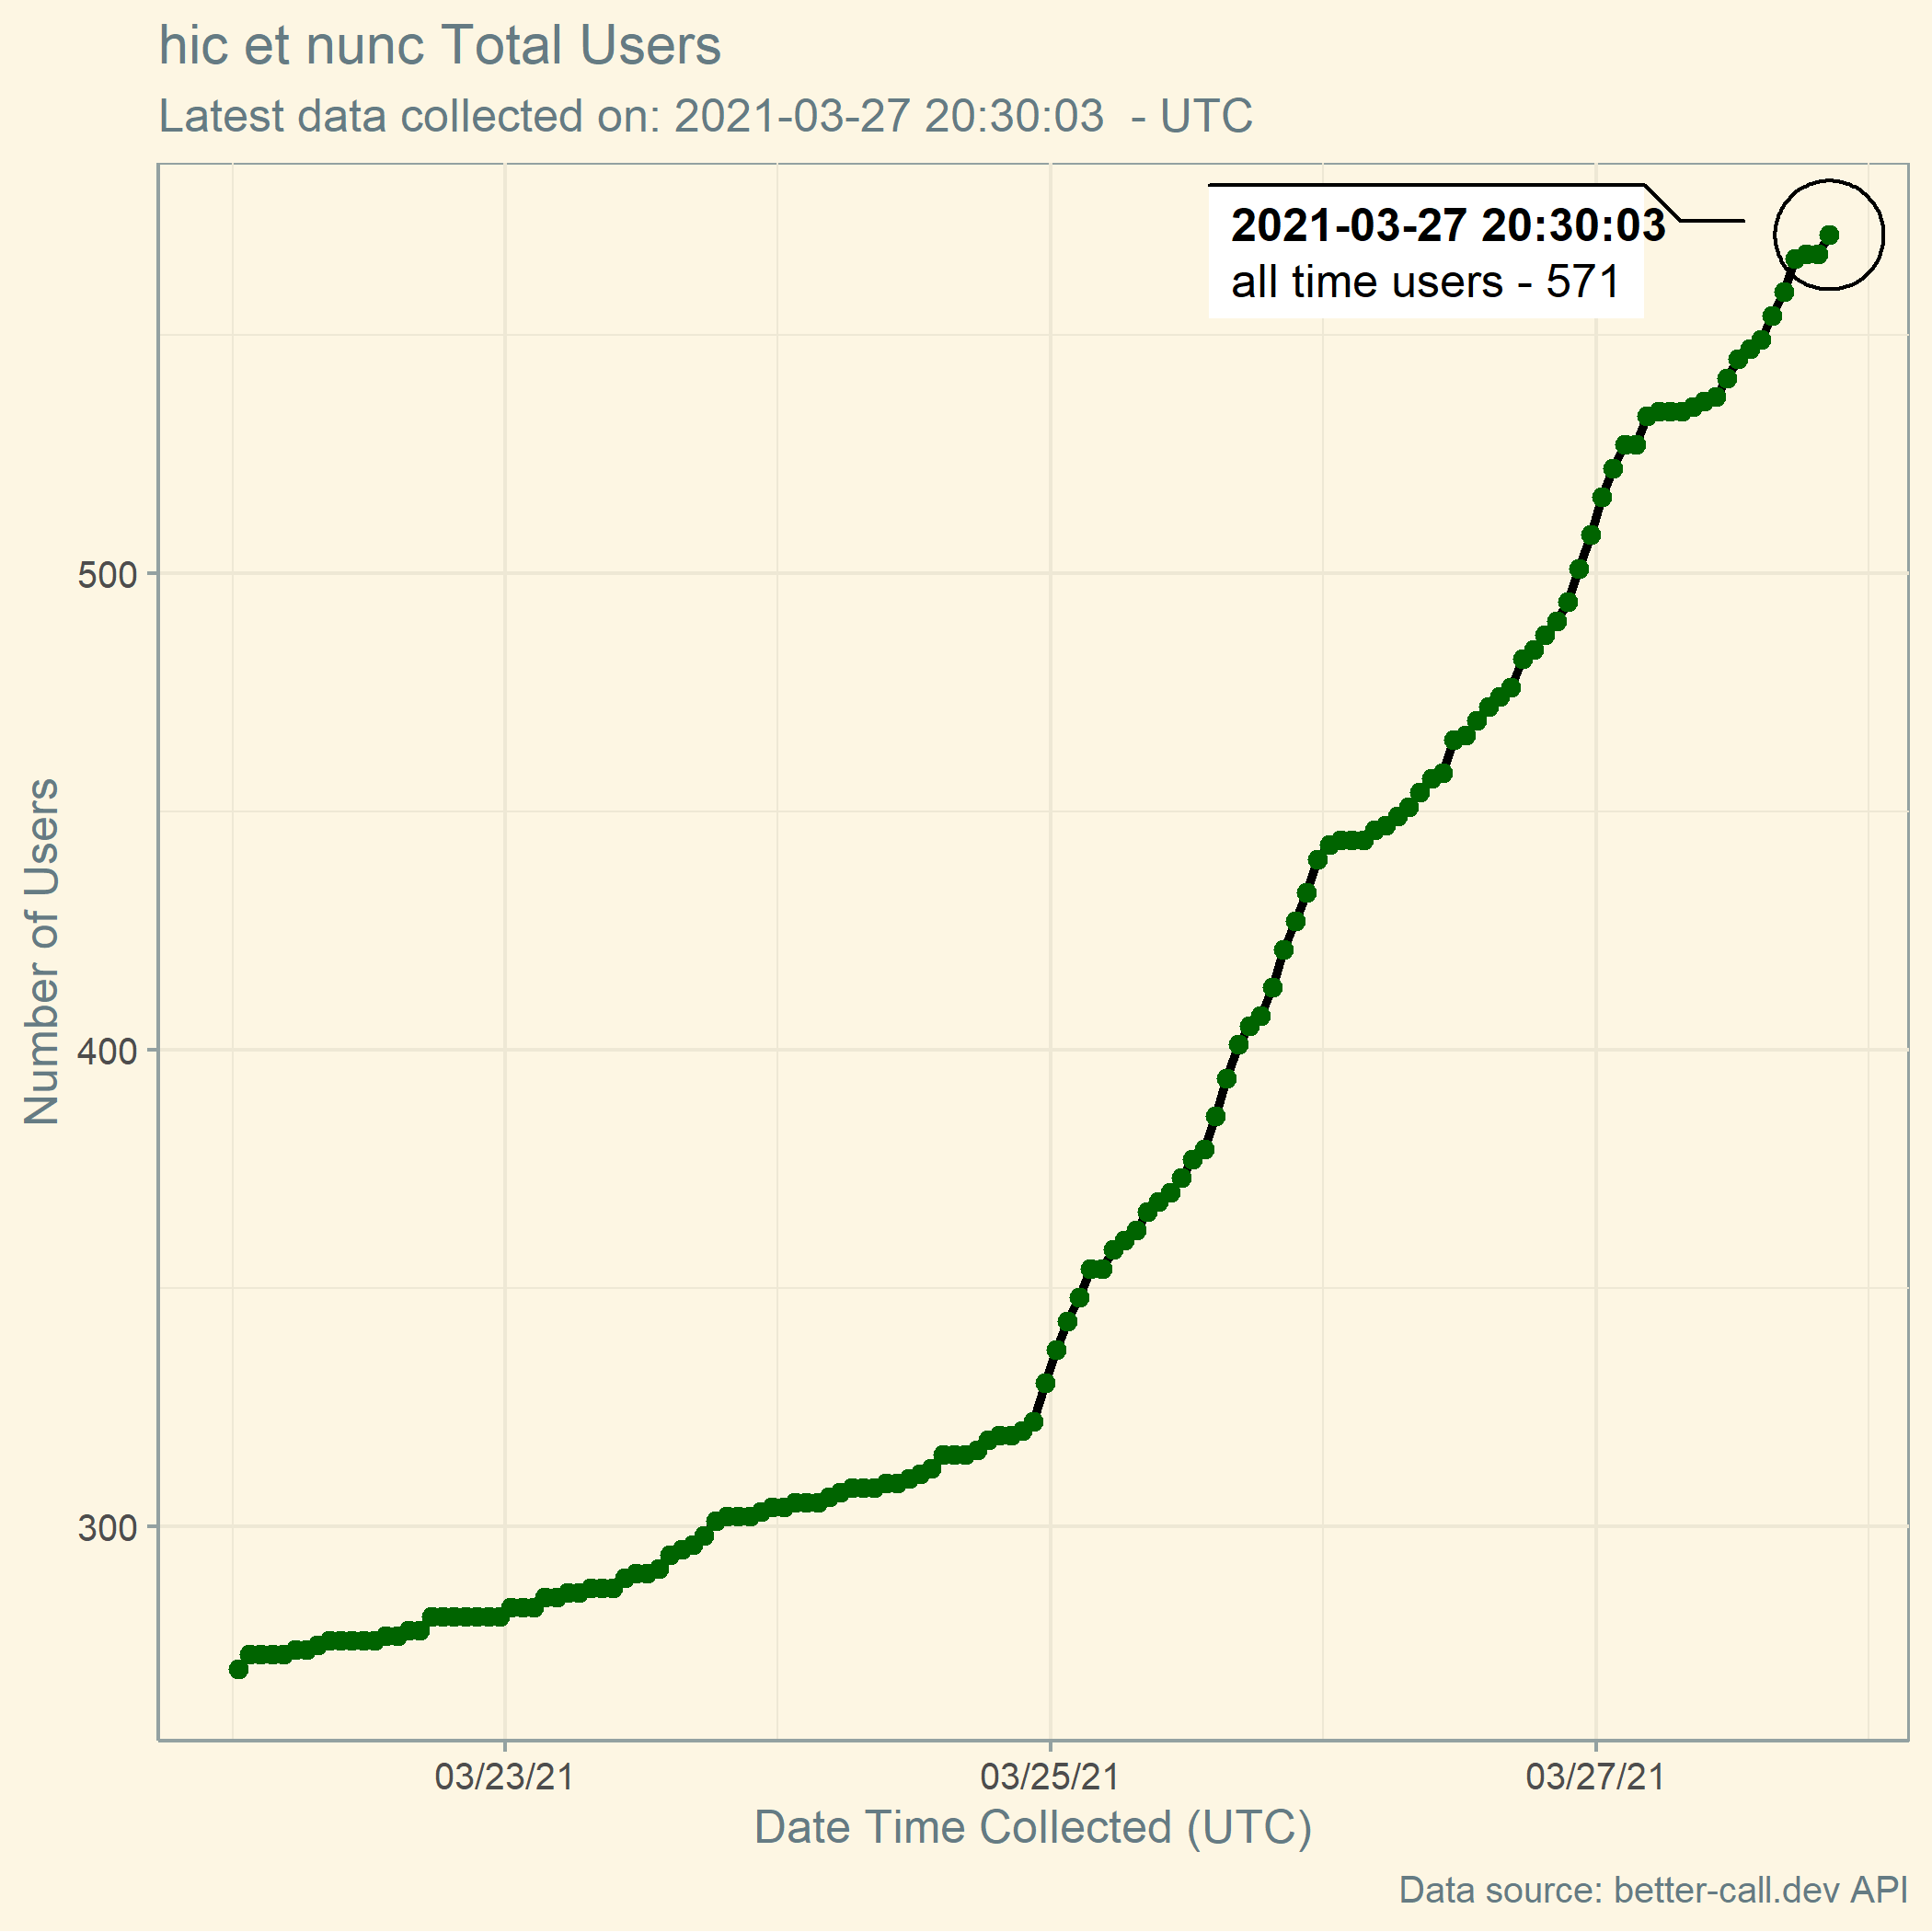 hic et nunc Total Users
Latest data collected on: 2021-03-27 20:30:03  - UTC
2021-03-27 20:30:03
all time users - 571
Number of Users
500
400
300
03/23/21
03/25/21
03/27/21
Date Time Collected (UTC)
Data source: better-call.dev API